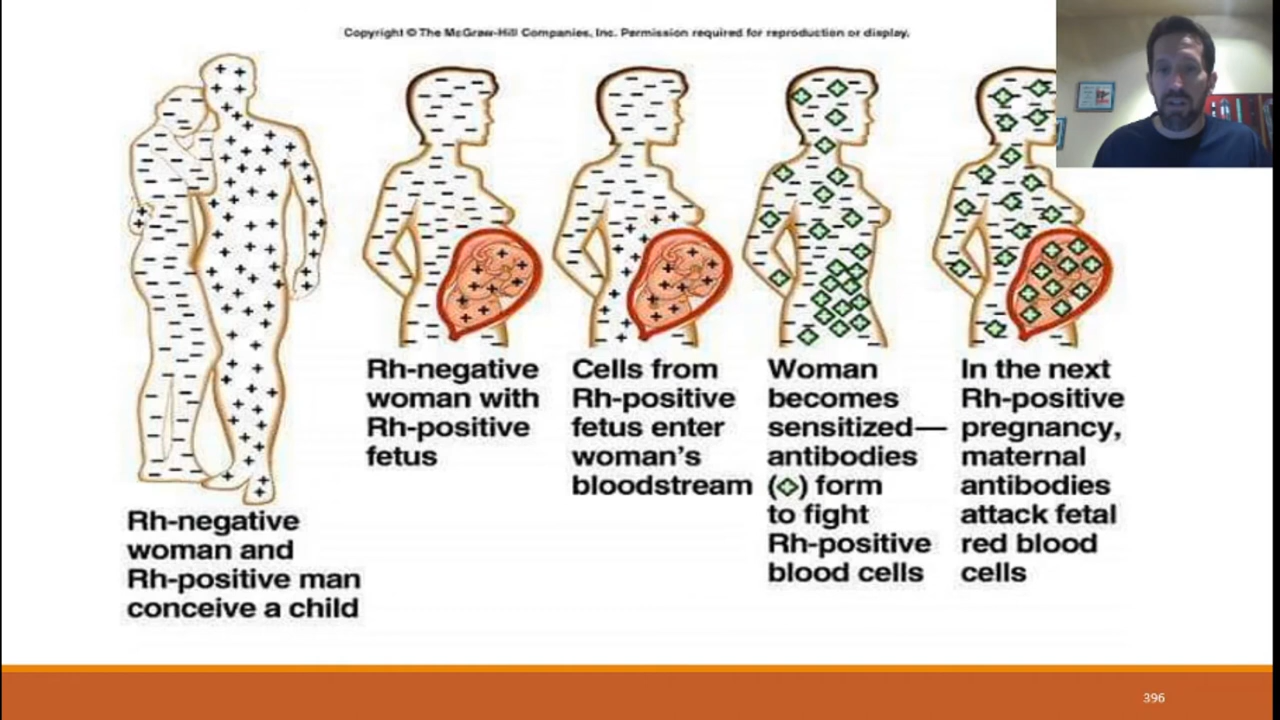 Copyright © The McGraw-Hill Companies, Inc. Permission required for reproduction or display.
Rh-negative
woman and
Rh-positive man
conceive a child
Rh-negative
woman with
Rh-positive
fetus
Cells from
Rh-positive
fetus enter
woman's
bloodstream
Woman
becomes
sensitized—
antibodies
(⟐) form
to fight
Rh-positive
blood cells
In the next
Rh-positive
pregnancy,
maternal
antibodies
attack fetal
red blood
cells
396